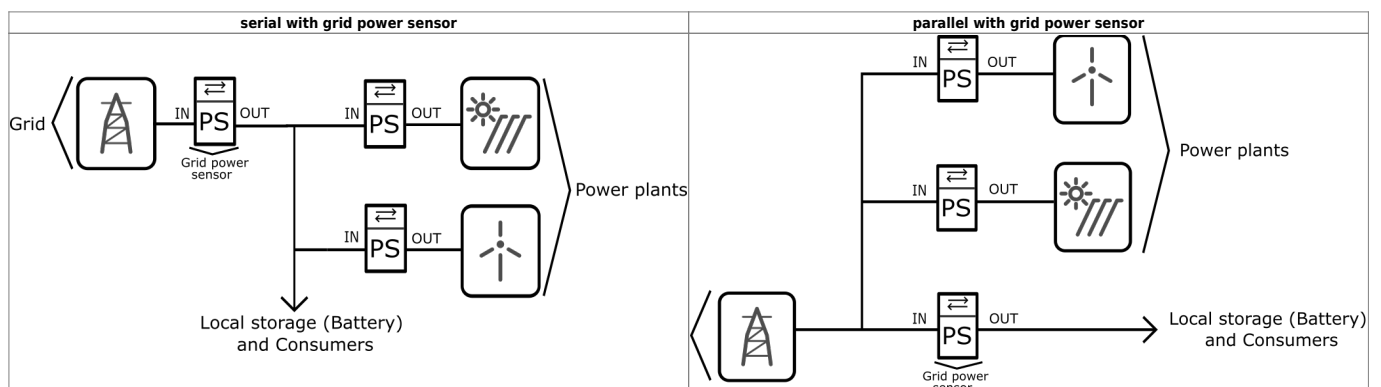 serial with grid power sensor
Grid
IN
PS
OUT
Grid power
sensor
IN
PS
OUT
IN
PS
OUT
Power plants
Local storage (Battery)
and Consumers
parallel with grid power sensor
IN
PS
OUT
IN
PS
OUT
Power plants
IN
PS
OUT
Grid power
sensor
Local storage (Battery)
and Consumers